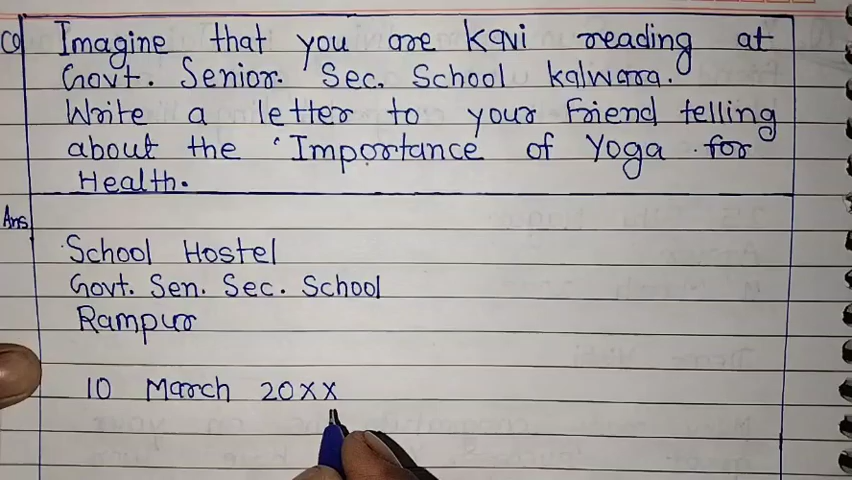 Q Imagine that you are Kavi reading at
Govt. Senior. Sec. School Kalwara.
Write a letter to your Friend telling
about the 'Importance of Yoga for
Health.
Ans
School Hostel
Govt. Sen. Sec. School
Rampur
10 March 20XX